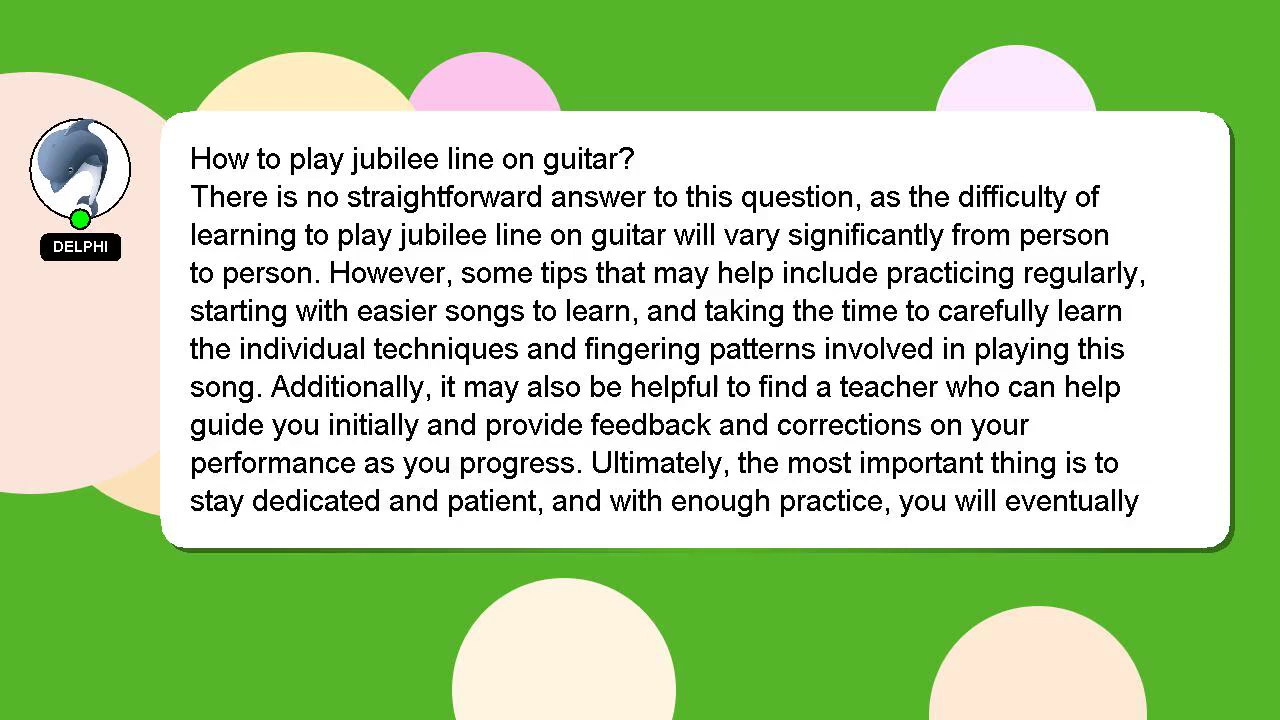 How to play jubilee line on guitar?
There is no straightforward answer to this question, as the difficulty of
learning to play jubilee line on guitar will vary significantly from person
to person. However, some tips that may help include practicing regularly,
starting with easier songs to learn, and taking the time to carefully learn
the individual techniques and fingering patterns involved in playing this
song. Additionally, it may also be helpful to find a teacher who can help
guide you initially and provide feedback and corrections on your
performance as you progress. Ultimately, the most important thing is to
stay dedicated and patient, and with enough practice, you will eventually
DELPHI